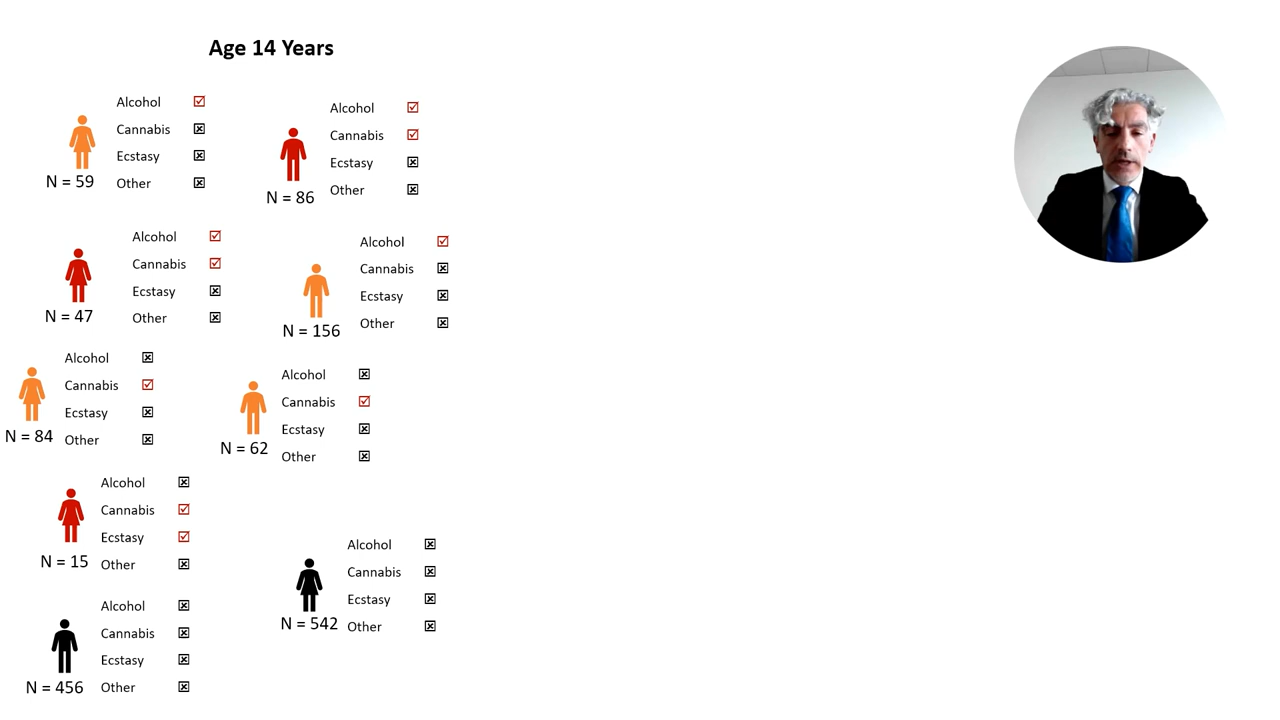 Age 14 Years
Alcohol ☑
Cannabis ☒
Ecstasy ☒
Other ☒
N = 59
Alcohol ☑
Cannabis ☑
Ecstasy ☒
Other ☒
N = 86
Alcohol ☑
Cannabis ☑
Ecstasy ☒
Other ☒
N = 47
Alcohol ☑
Cannabis ☒
Ecstasy ☒
Other ☒
N = 156
Alcohol ☒
Cannabis ☑
Ecstasy ☒
Other ☒
N = 84
Alcohol ☒
Cannabis ☑
Ecstasy ☒
Other ☒
N = 62
Alcohol ☒
Cannabis ☑
Ecstasy ☑
Other ☒
N = 15
Alcohol ☒
Cannabis ☒
Ecstasy ☒
Other ☒
N = 542
Alcohol ☒
Cannabis ☒
Ecstasy ☒
Other ☒
N = 456